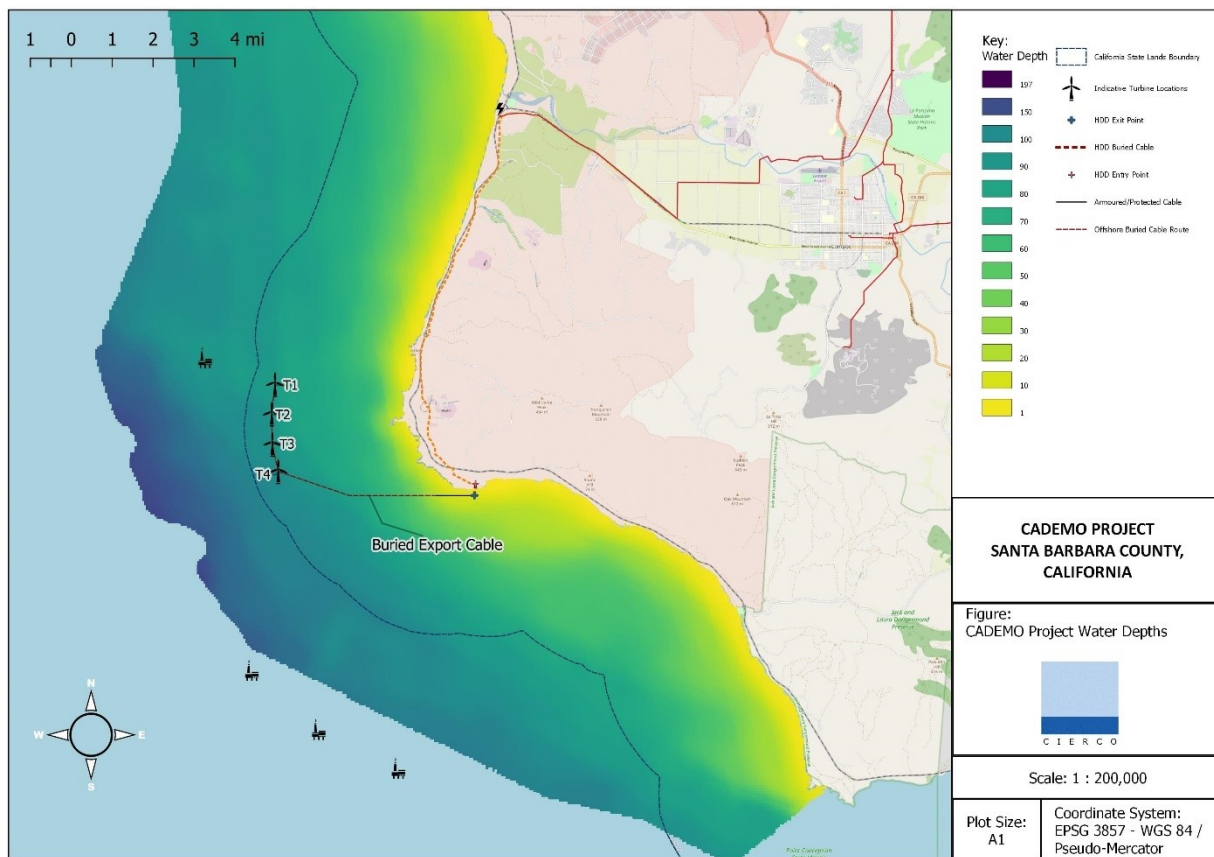 1 0 1 2 3 4 mi
T1
T2
T3
T4
Buried Export Cable
N
W E
S
Key:
Water Depth
197
150
100
90
80
70
60
50
40
30
20
10
1
California State Lands Boundary
Indicative Turbine Locations
HDD Exit Point
HDD Buried Cable
HDD Entry Point
Armoured/Protected Cable
Offshore Buried Cable Route
CADEMO PROJECT
SANTA BARBARA COUNTY,
CALIFORNIA
Figure:
CADEMO Project Water Depths
CIERCO
Scale: 1 : 200,000
Plot Size:
A1
Coordinate System:
EPSG 3857 - WGS 84 /
Pseudo-Mercator